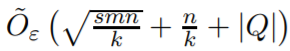 Õ_ε ( √(smn/k) + n/k + |Q| )